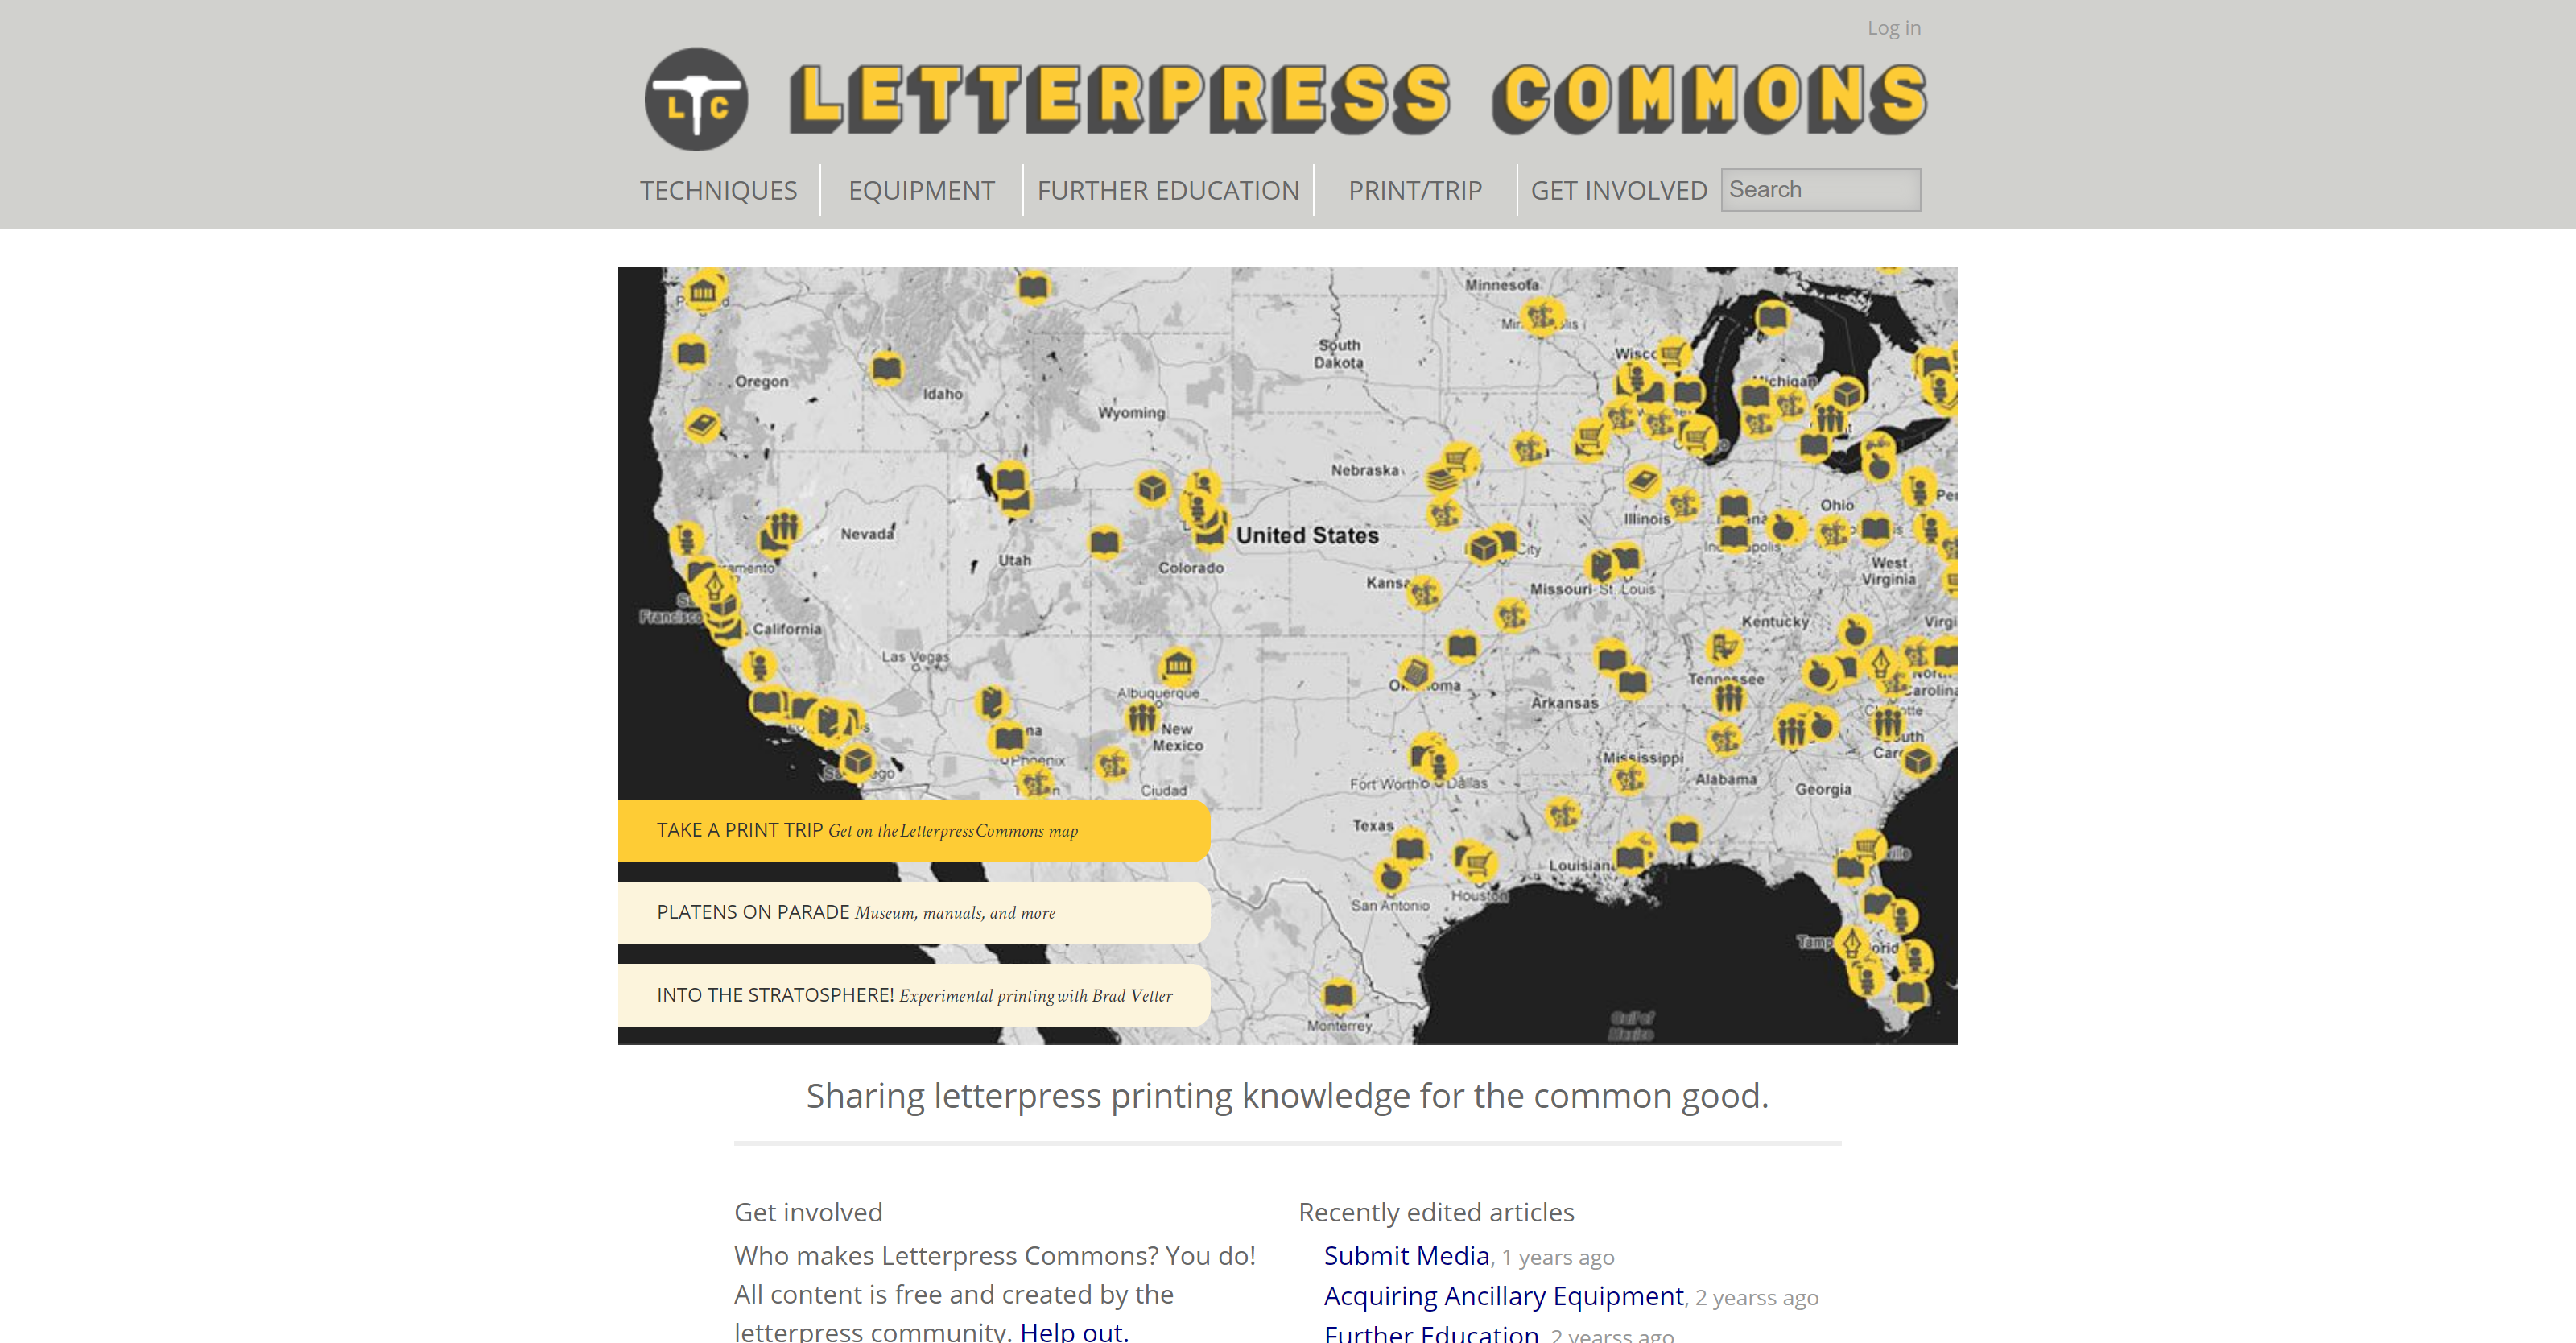 Log in
LTC
LETTERPRESS COMMONS
TECHNIQUES
EQUIPMENT
FURTHER EDUCATION
PRINT/TRIP
GET INVOLVED
Search
Minnesota
South
Dakota
Oregon
Idaho
Wyoming
Nebraska
Ohio
Illinois
Nevada
United States
Utah
Colorado
West
Virginia
Missouri
St Louis
Francisco
California
Kentucky
Las Vegas
Tennessee
Albuquerque
Arkansas
New
Mexico
Phoenix
Mississippi
Alabama
Georgia
Fort Worth
Dallas
Ciudad
Texas
Houston
San Antonio
Monterrey
Gulf of
Mexico
TAKE A PRINT TRIP Get on the Letterpress Commons map
PLATENS ON PARADE Museum, manuals, and more
INTO THE STRATOSPHERE! Experimental printing with Brad Vetter
Sharing letterpress printing knowledge for the common good.
Get involved
Who makes Letterpress Commons? You do!
All content is free and created by the
letterpress community. Help out.
Recently edited articles
Submit Media, 1 years ago
Acquiring Ancillary Equipment, 2 yearss ago
Further Education, 2 yearss ago